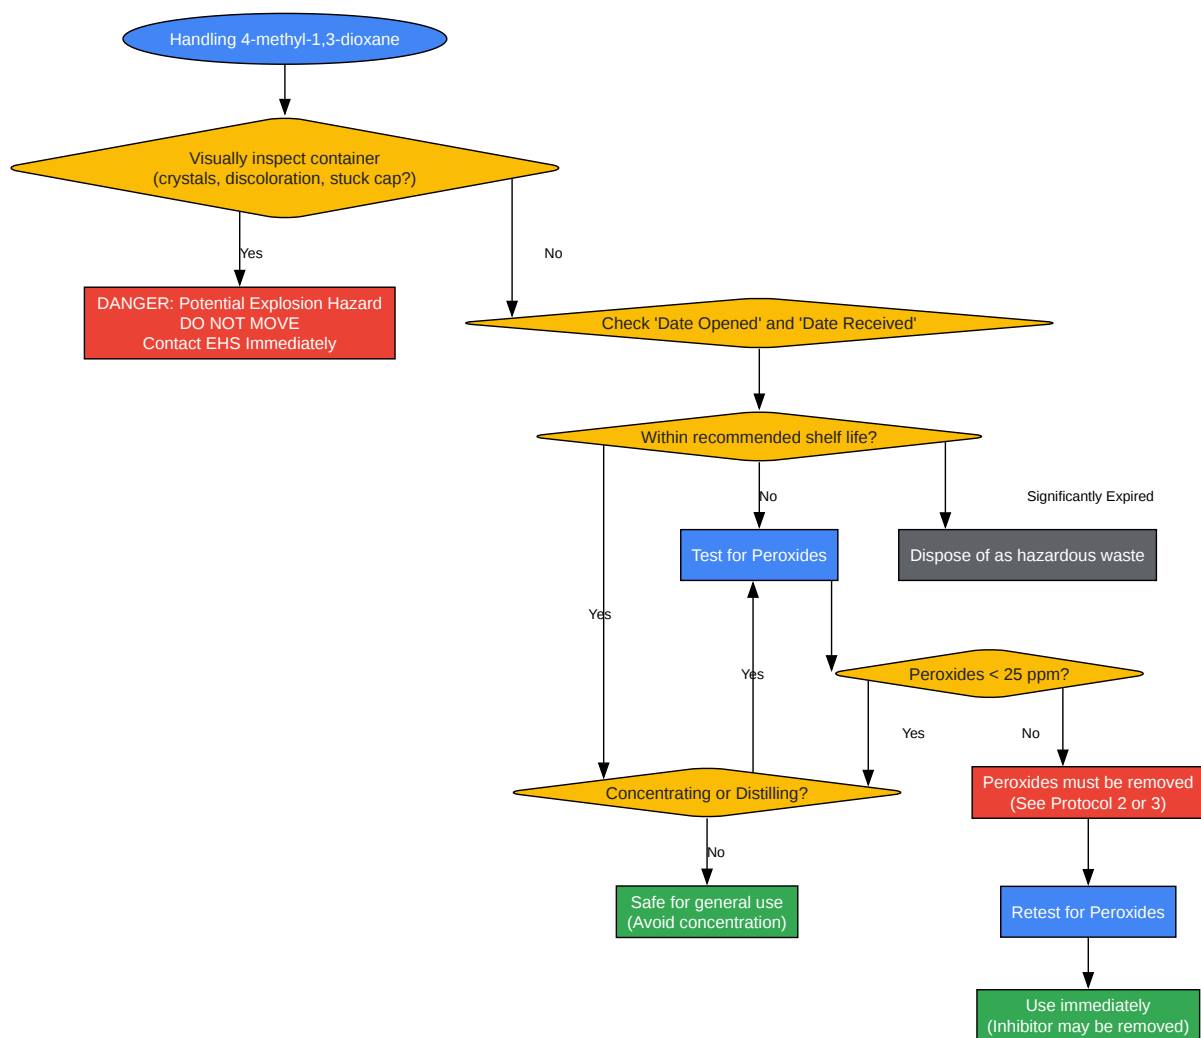 Handling 4-methyl-1,3-dioxane
Visually inspect container
(crystals, discoloration, stuck cap?)
Yes
No
DANGER: Potential Explosion Hazard
DO NOT MOVE
Contact EHS Immediately
Check 'Date Opened' and 'Date Received'
Within recommended shelf life?
No
Significantly Expired
Test for Peroxides
Dispose of as hazardous waste
Yes
Yes
Peroxides < 25 ppm?
Yes
No
Concentrating or Distilling?
Peroxides must be removed
(See Protocol 2 or 3)
No
Safe for general use
(Avoid concentration)
Retest for Peroxides
Use immediately
(Inhibitor may be removed)